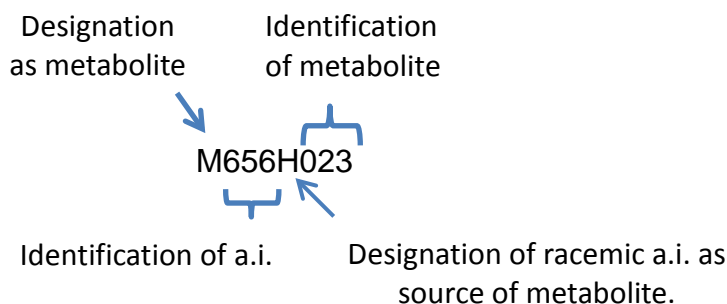 Designation
as metabolite
Identification
of metabolite
M656H023
Identification of a.i.
Designation of racemic a.i. as
source of metabolite.